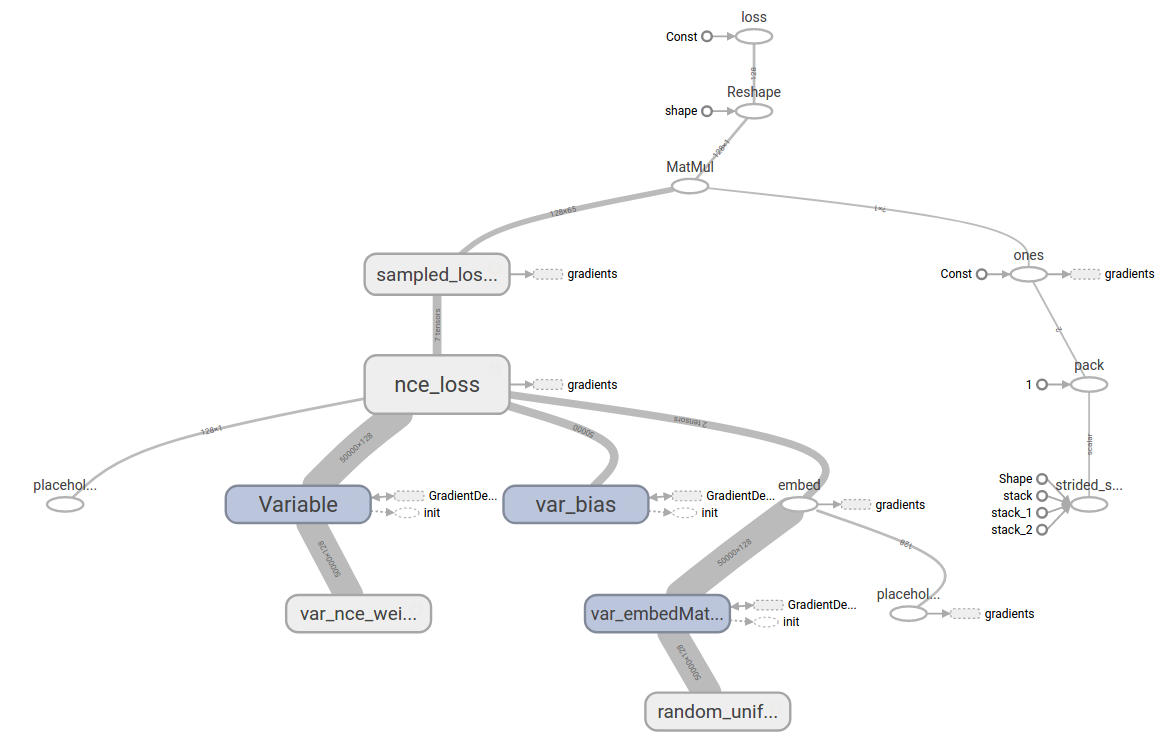 loss
Const
128
Reshape
shape
128×1
MatMul
128×65
?×1
ones
Const
gradients
sampled_los...
gradients
7 tensors
2
pack
1
nce_loss
gradients
128×1
50000×128
50000
2 tensors
scalar
placehol...
Variable
GradientDe...
init
var_bias
GradientDe...
init
embed
gradients
Shape
stack
stack_1
stack_2
strided_s...
50000×128
50000×128
128
var_nce_wei...
var_embedMat...
GradientDe...
init
placehol...
gradients
50000×128
random_unif...